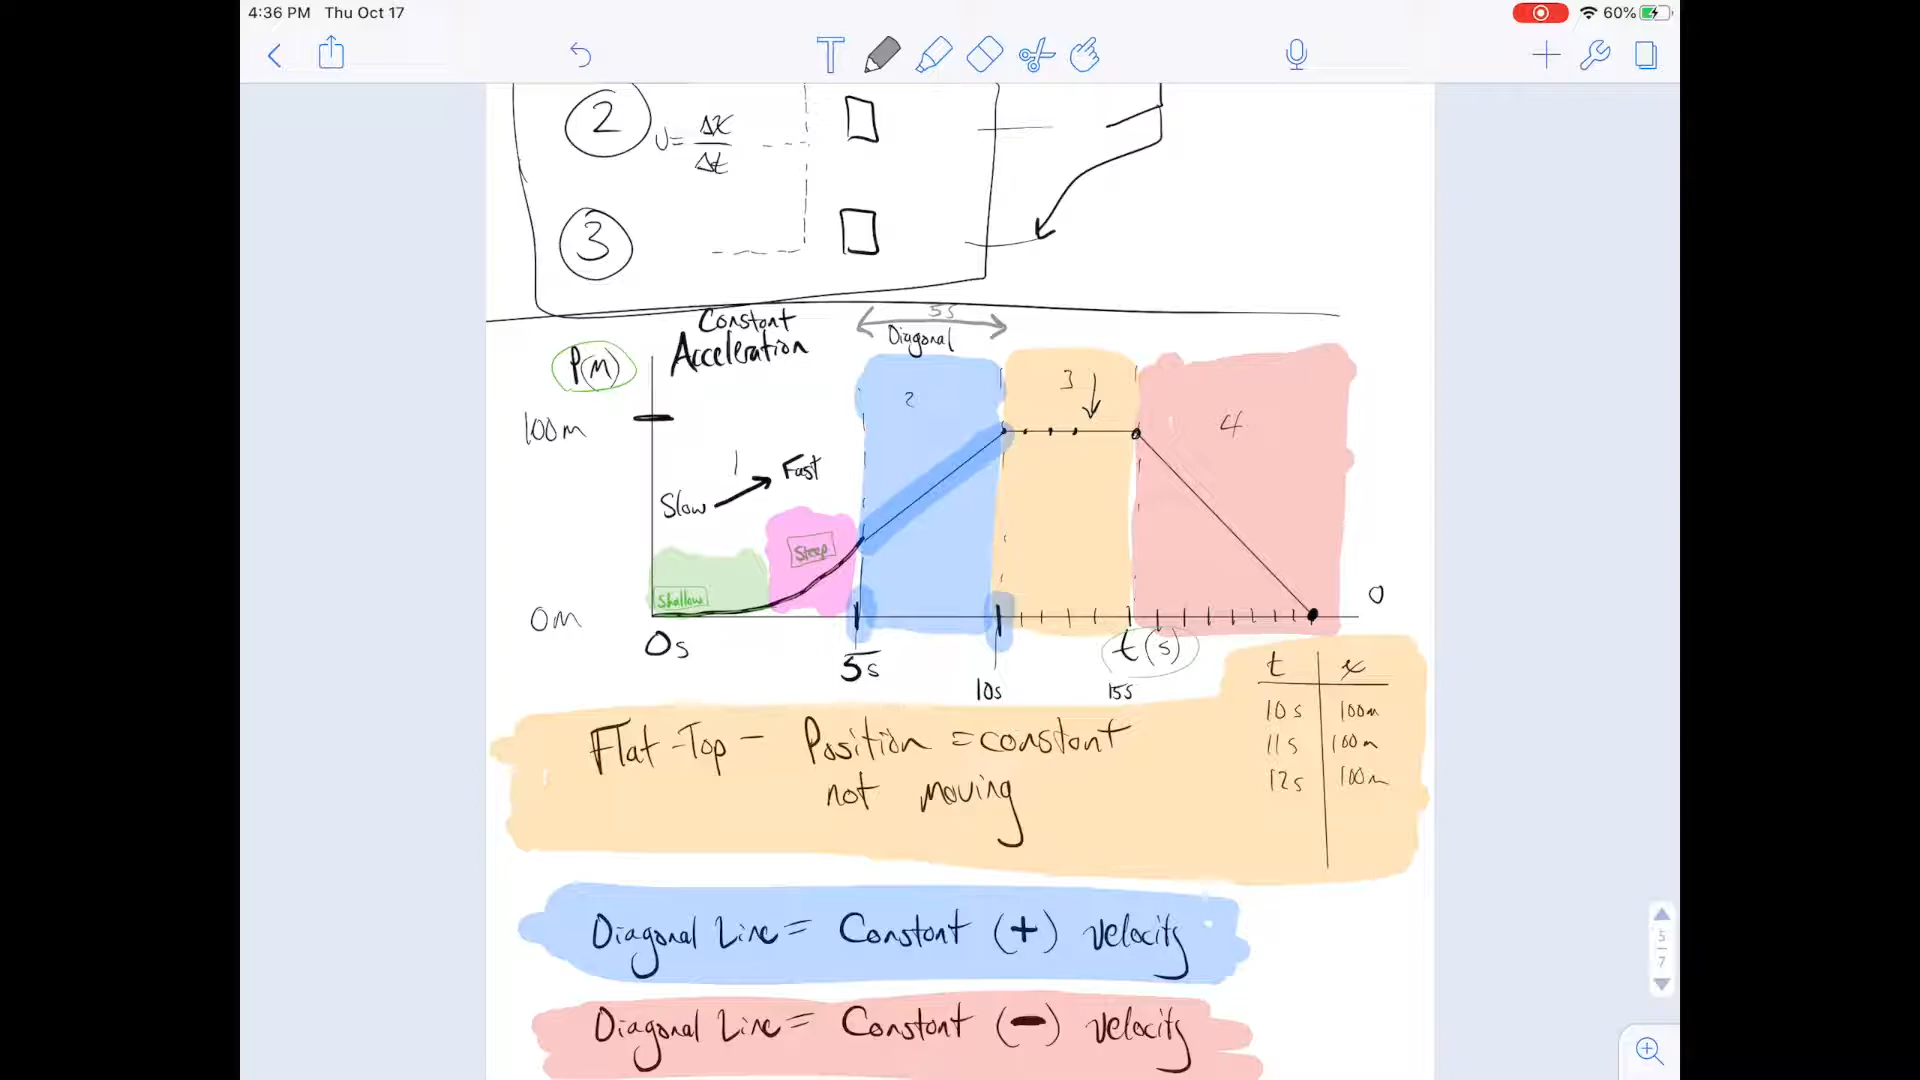 4:36 PM Thu Oct 17
60%
T
2
U = Δx
Δt
3
5s
Diagonal
Constant
Acceleration
P(M)
100m
1
Slow
Fast
2
3
4
Steep
Shallow
0m
0
0s
5s
10s
15s
t(s)
t x
10s 100m
11s 100m
12s 100m
Flat-Top - Position = constant
not moving
Diagonal Line = Constant (+) velocity
Diagonal Line = Constant (-) velocity
5
7